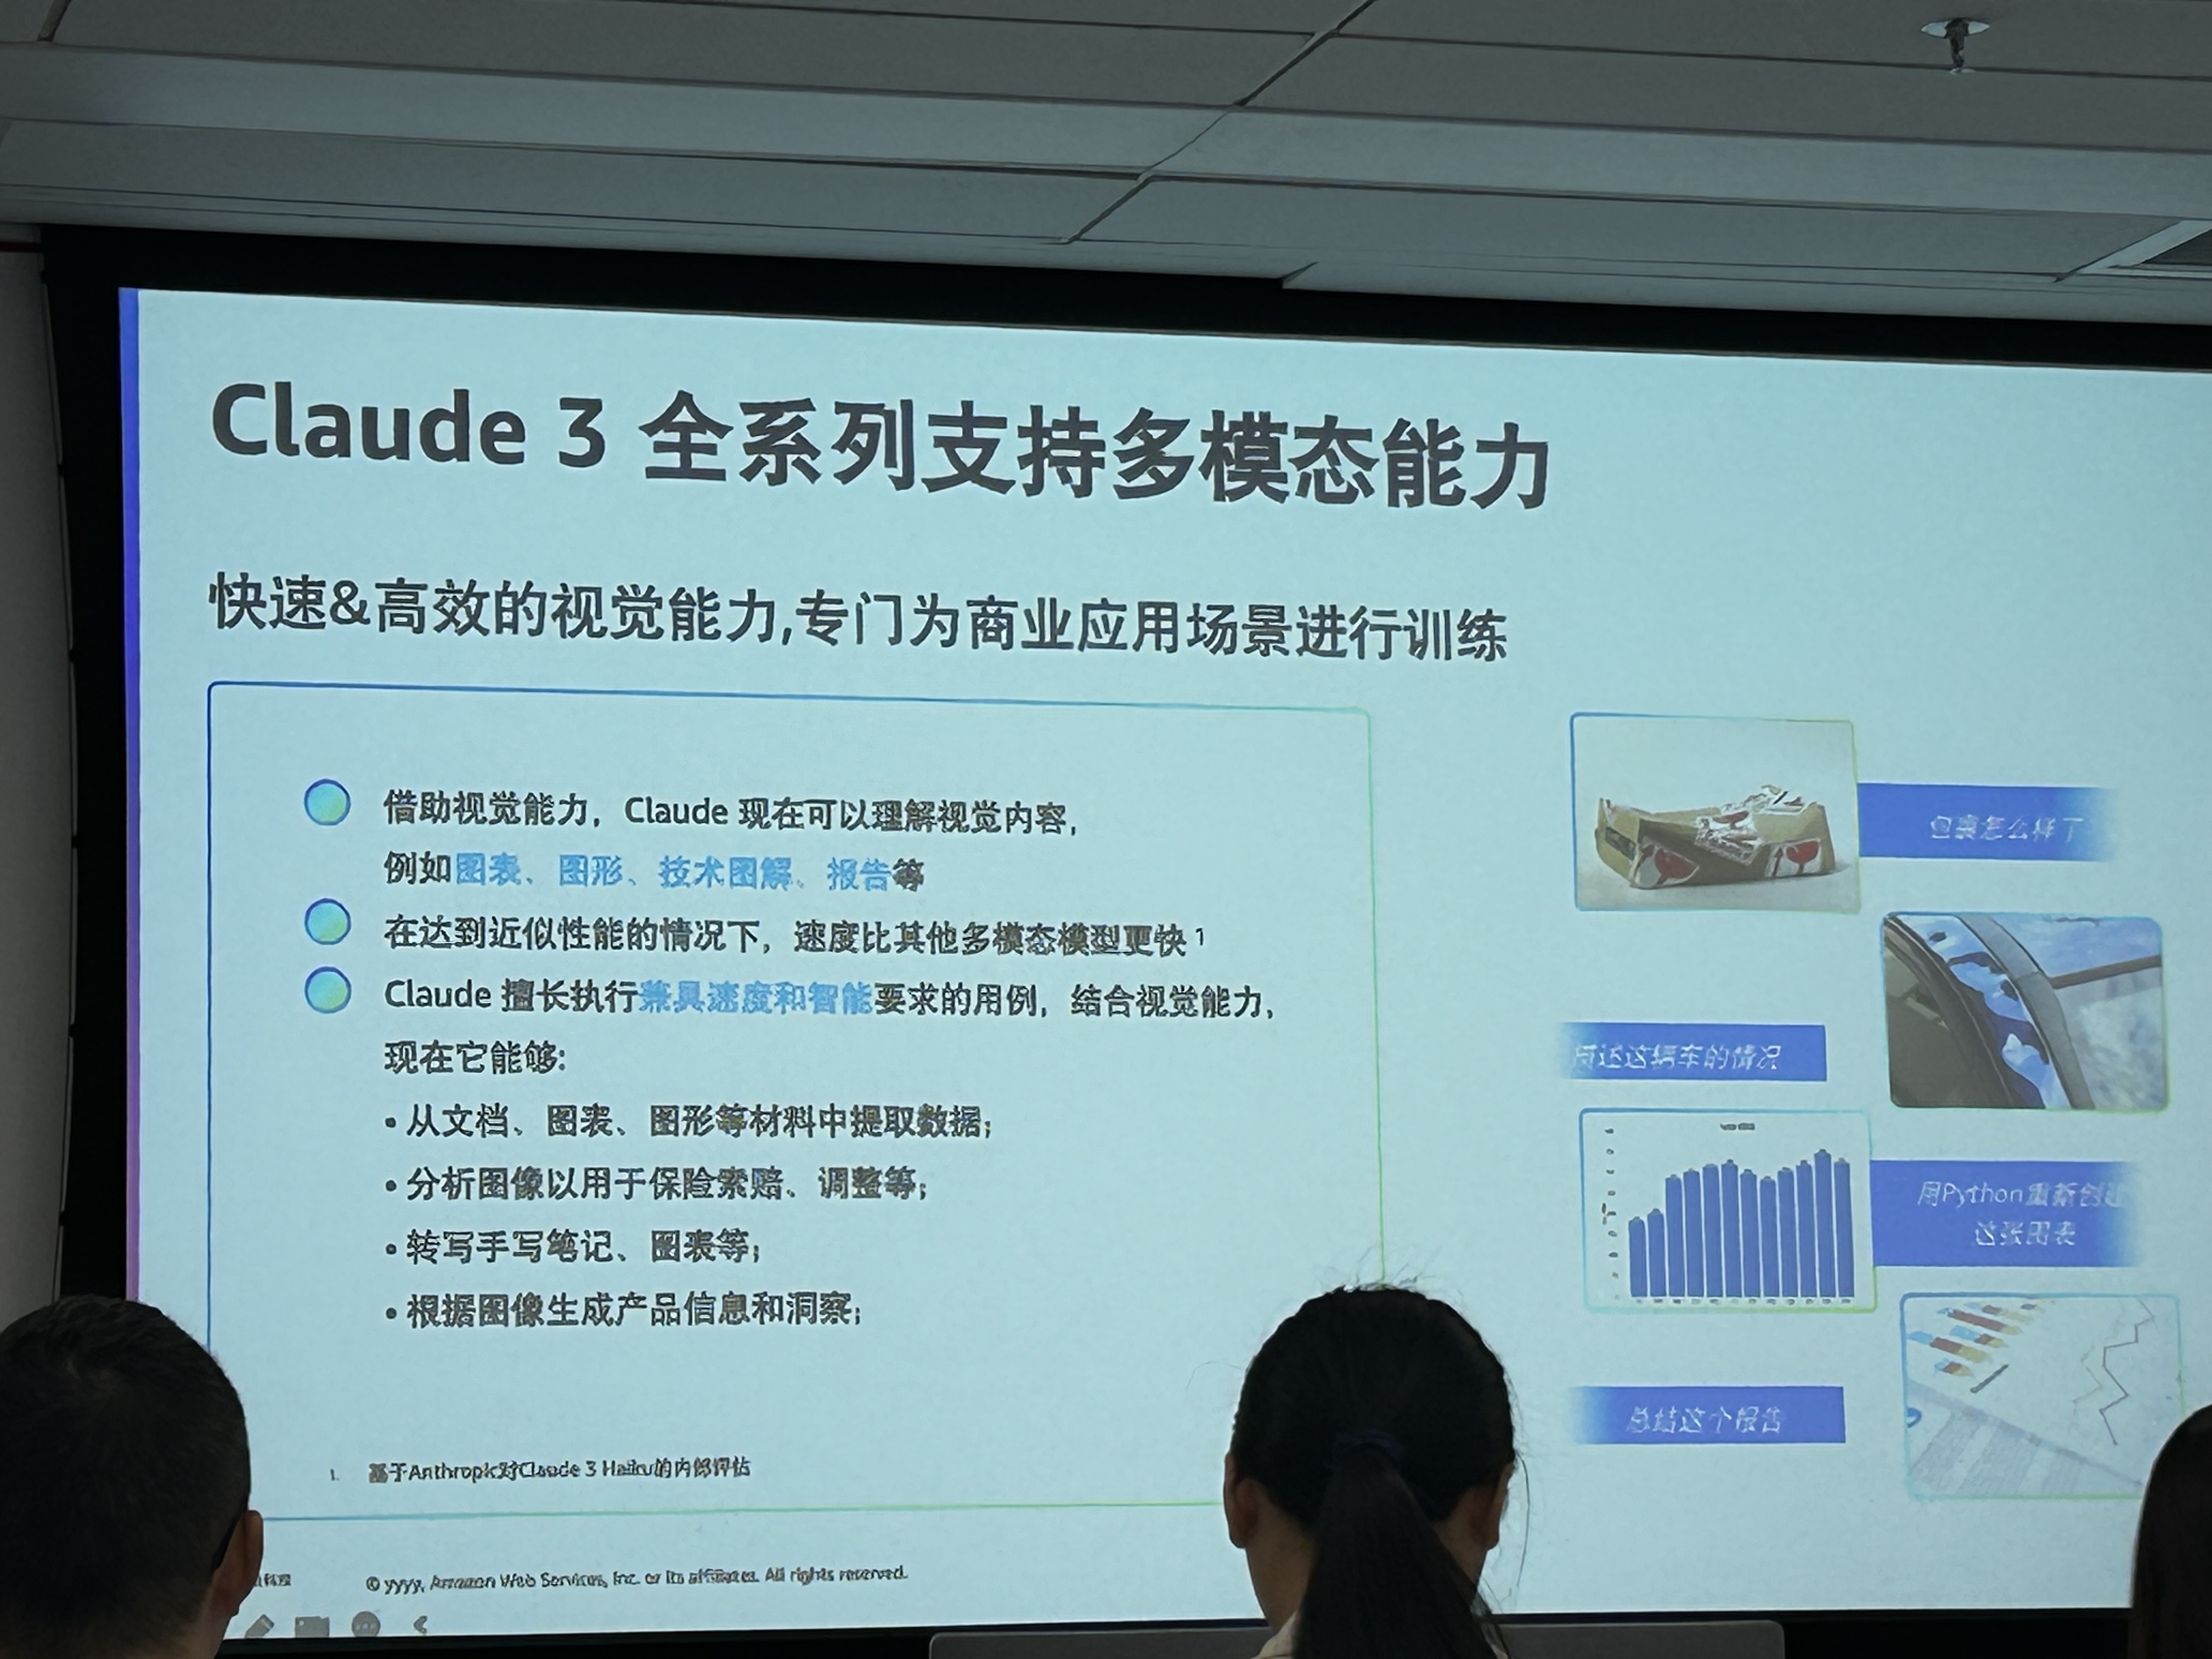 Claude 3 全系列支持多模态能力
快速&高效的视觉能力,专门为商业应用场景进行训练
借助视觉能力，Claude 现在可以理解视觉内容，
例如图表、图形、技术图解、报告等
在达到近似性能的情况下，速度比其他多模态模型更快 1
Claude 擅长执行兼具速度和智能要求的用例，结合视觉能力，
现在它能够:
• 从文档、图表、图形等材料中提取数据;
• 分析图像以用于保险索赔、调整等;
• 转写手写笔记、图表等;
• 根据图像生成产品信息和洞察;
1. 基于Anthropic对Claude 3 Haiku的内部评估
包裹怎么样了
描述这辆车的情况
用Python重新创建
这张图表
总结这个报告
© yyyy, Amazon Web Services, Inc. or its affiliates. All rights reserved.